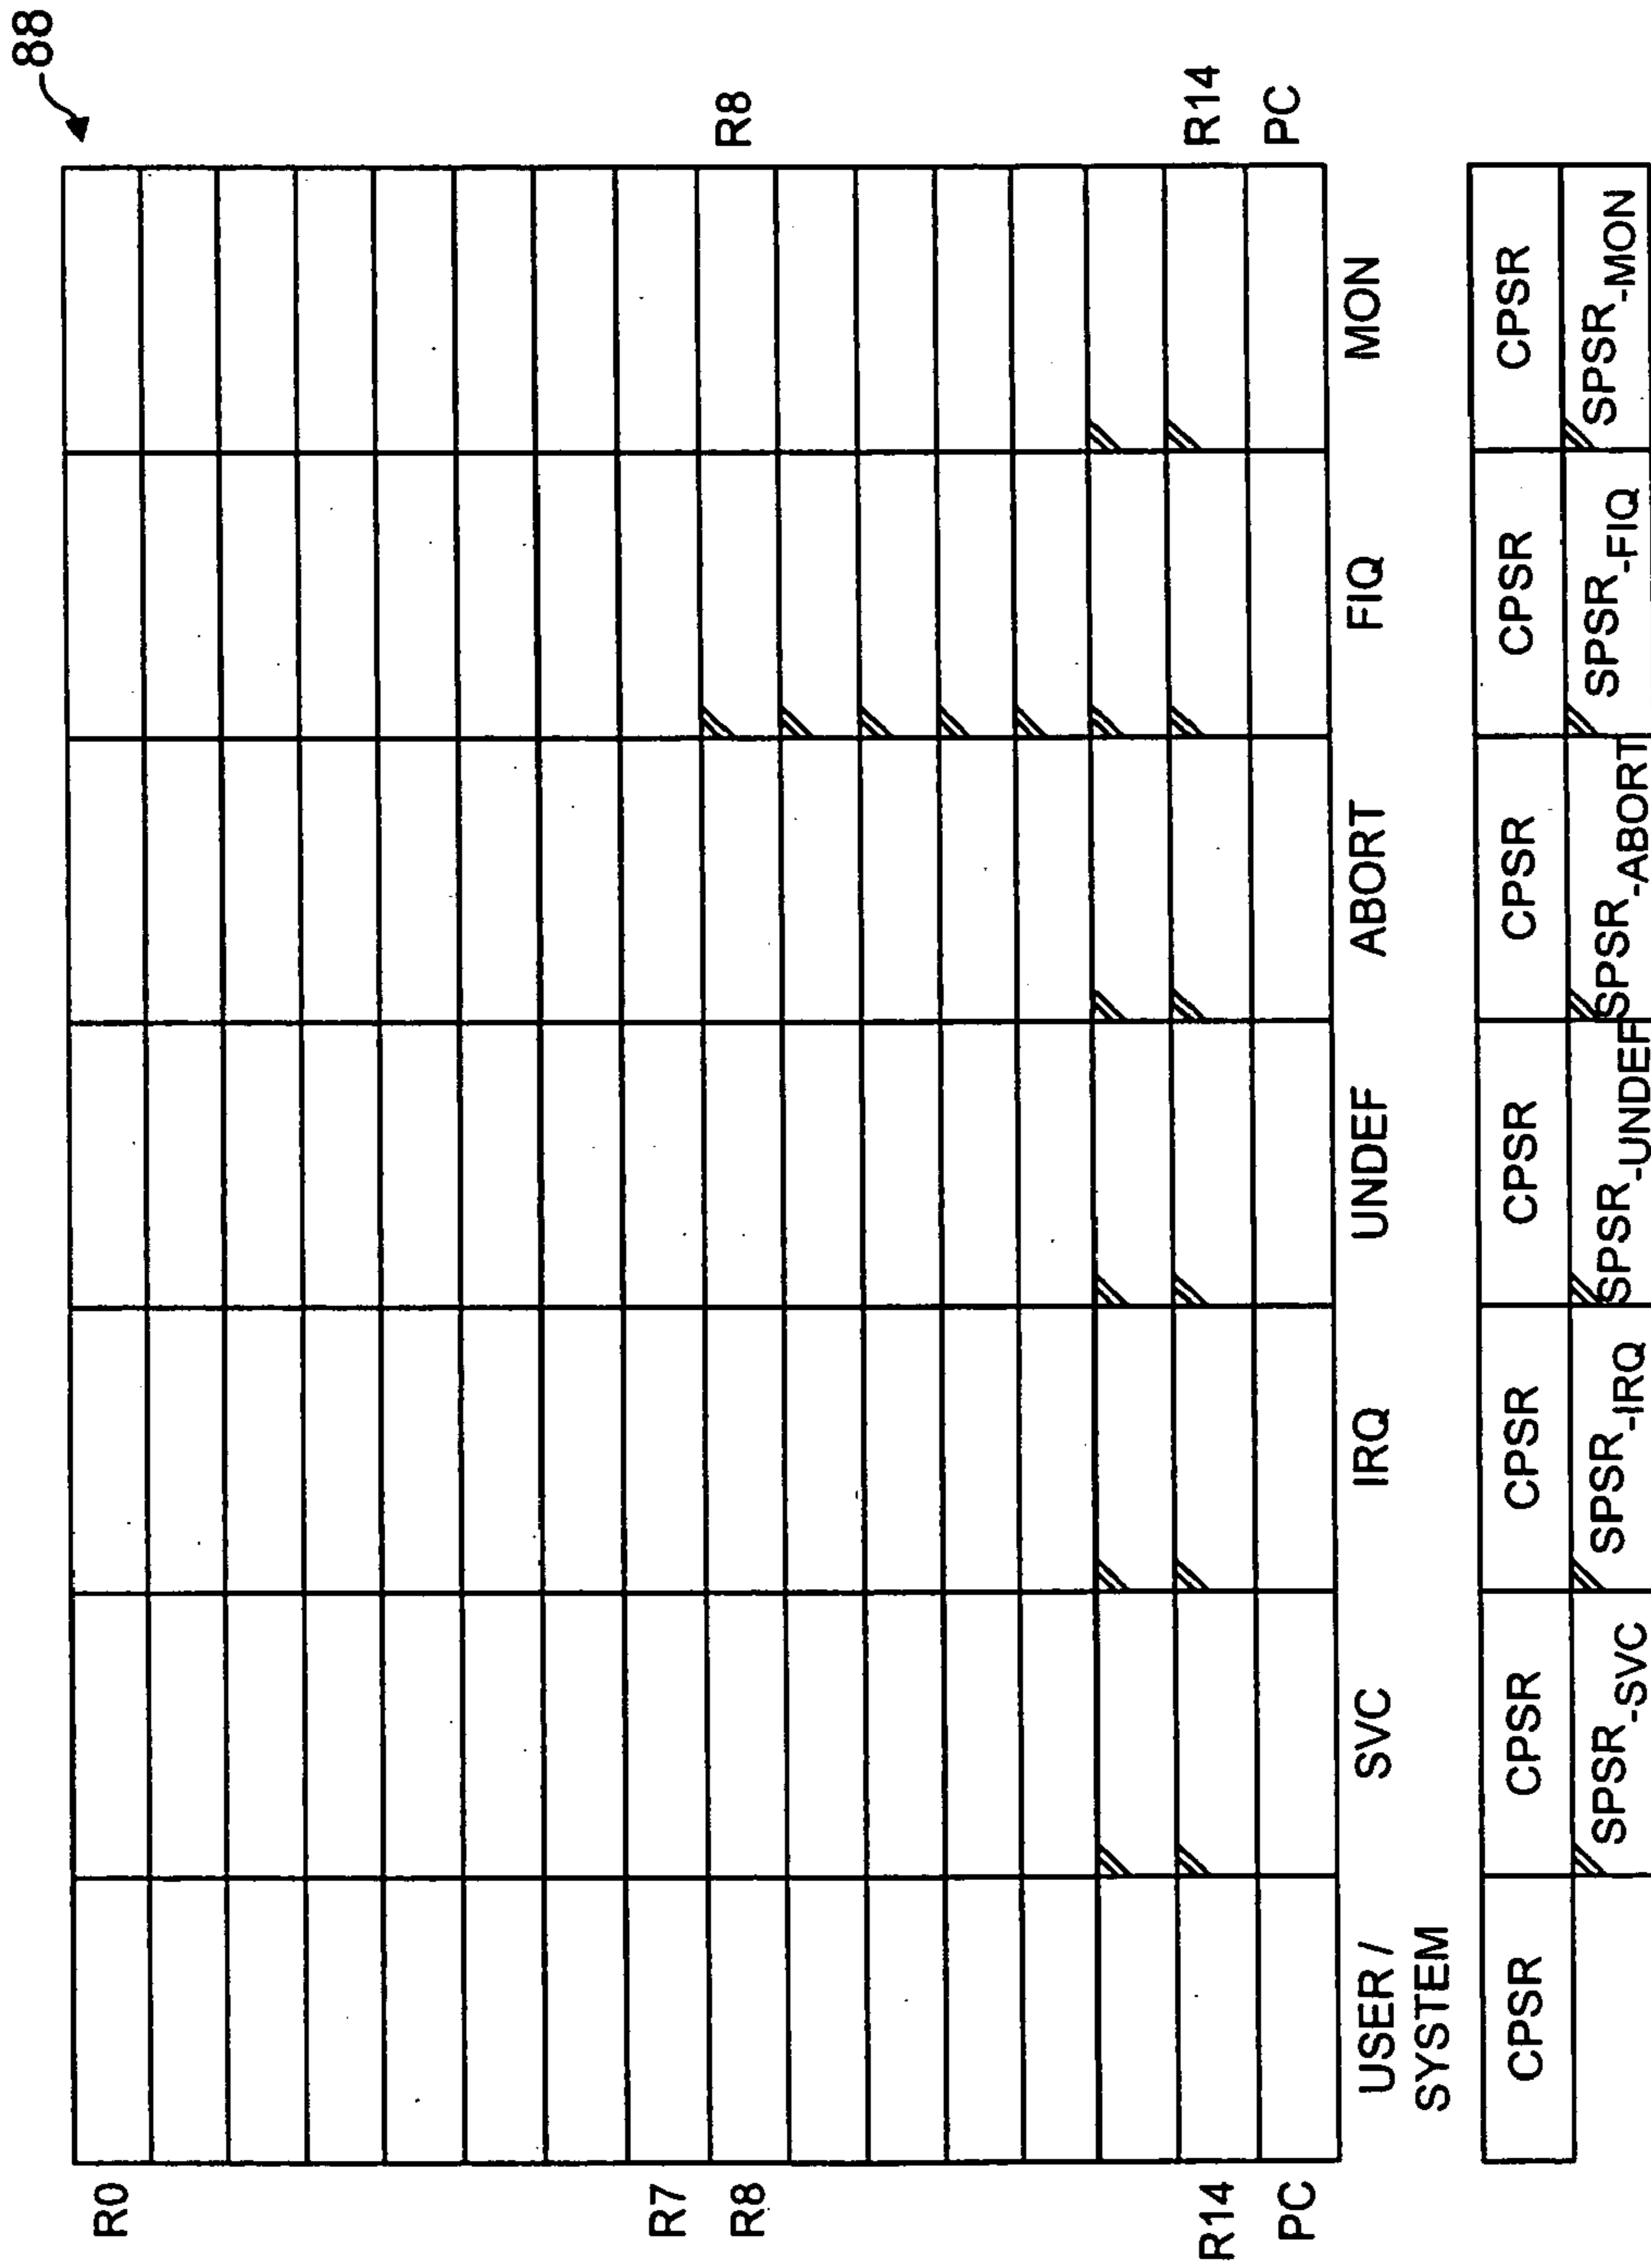 88
R0
R7
R8 R8
R14 R14
PC PC
USER / SYSTEM SVC IRQ UNDEF ABORT FIQ MON
CPSR CPSR CPSR CPSR CPSR CPSR CPSR
SPSR-SVC SPSR-IRQ SPSR-UNDEF SPSR-ABORT SPSR-FIQ SPSR-MON